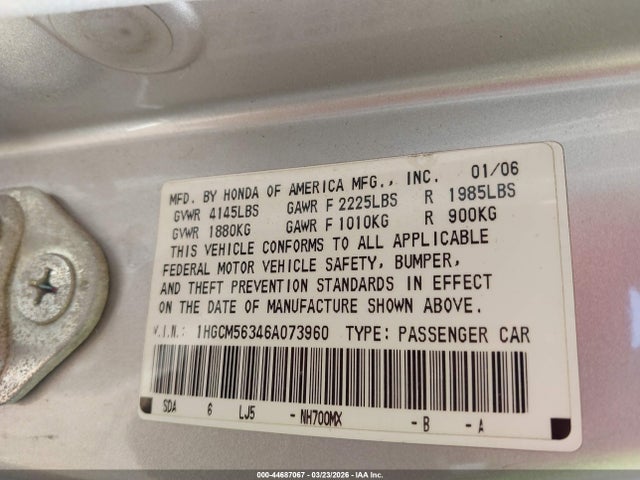 MFD. BY HONDA OF AMERICA MFG., INC. 01/06
GVWR 4145LBS GAWR F 2225LBS R 1985LBS
GVWR 1880KG GAWR F 1010KG R 900KG
THIS VEHICLE CONFORMS TO ALL APPLICABLE
FEDERAL MOTOR VEHICLE SAFETY, BUMPER,
AND THEFT PREVENTION STANDARDS IN EFFECT
ON THE DATE OF MANUFACTURE SHOWN ABOVE.
V.I.N.: 1HGCM56346A073960 TYPE: PASSENGER CAR
SDA 6 LJ5 - NH700MX - B - A
000-44687067 - 03/23/2026 - IAA Inc.